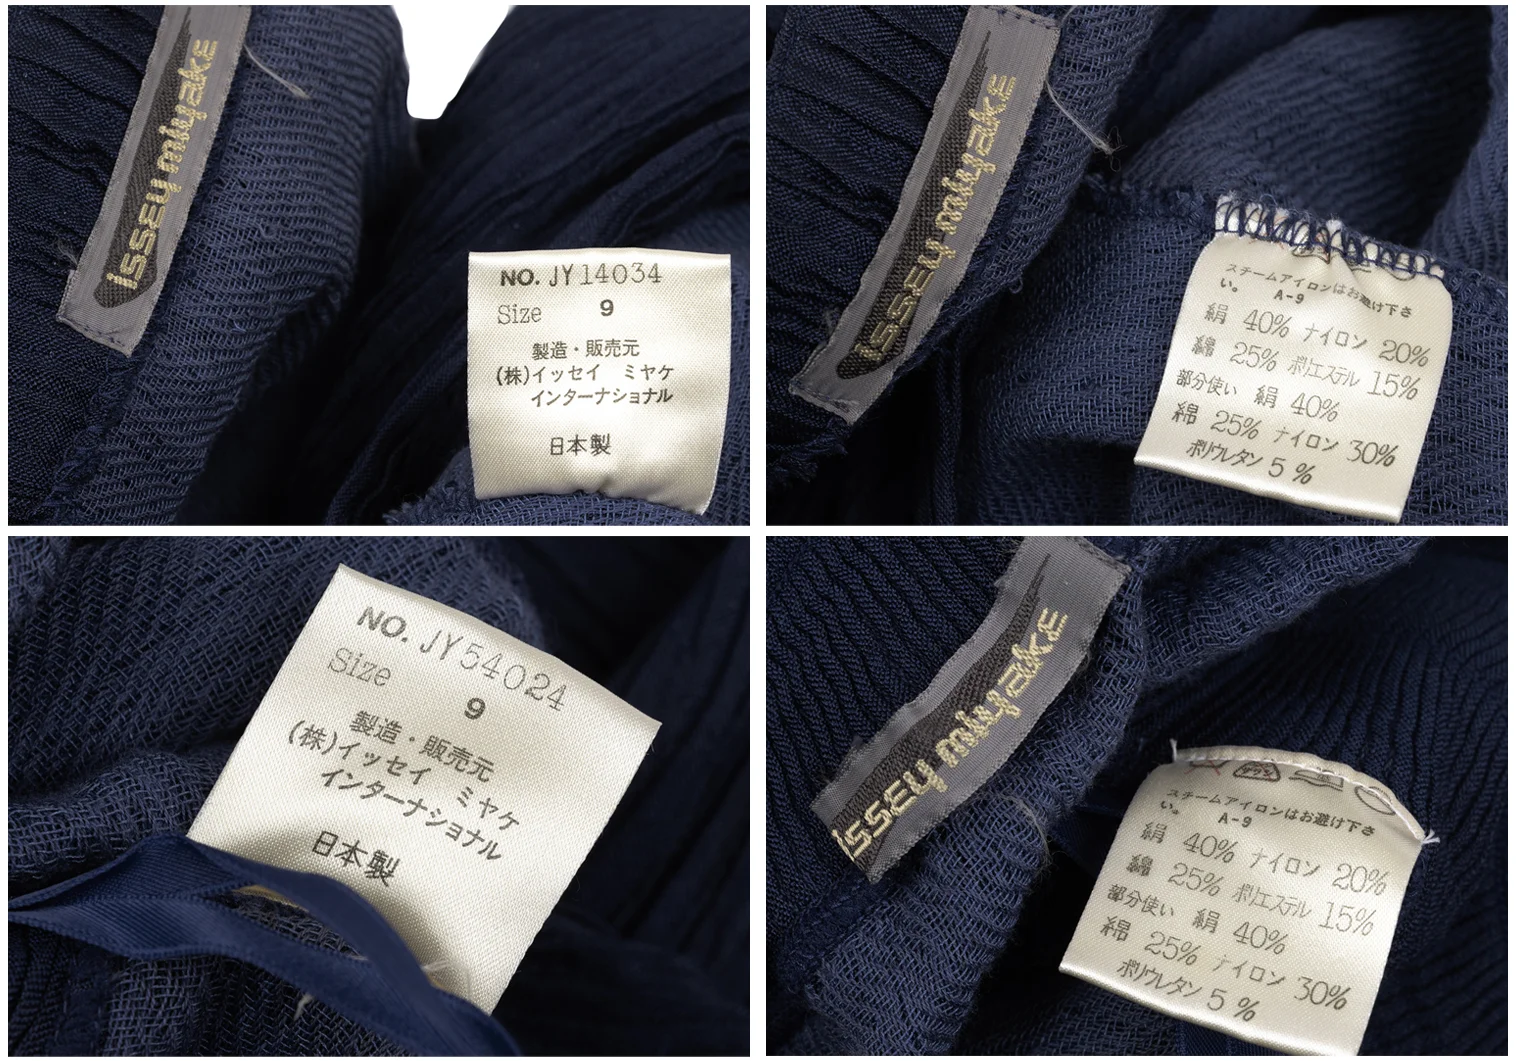 issey miyake
NO. JY14034
Size 9
製造・販売元
(株)イッセイ ミヤケ
インターナショナル
日本製
issey miyake
スチームアイロンはお避け下さ
い。 A-9
絹 40% ナイロン 20%
綿 25% ポリエステル 15%
部分使い 絹 40%
綿 25% ナイロン 30%
ポリウレタン 5 %
NO. JY54024
Size 9
製造・販売元
(株)イッセイ ミヤケ
インターナショナル
日本製
issey miyake
スチームアイロンはお避け下さ
い。 A-9
絹 40% ナイロン 20%
綿 25% ポリエステル 15%
部分使い 絹 40%
綿 25% ナイロン 30%
ポリウレタン 5 %